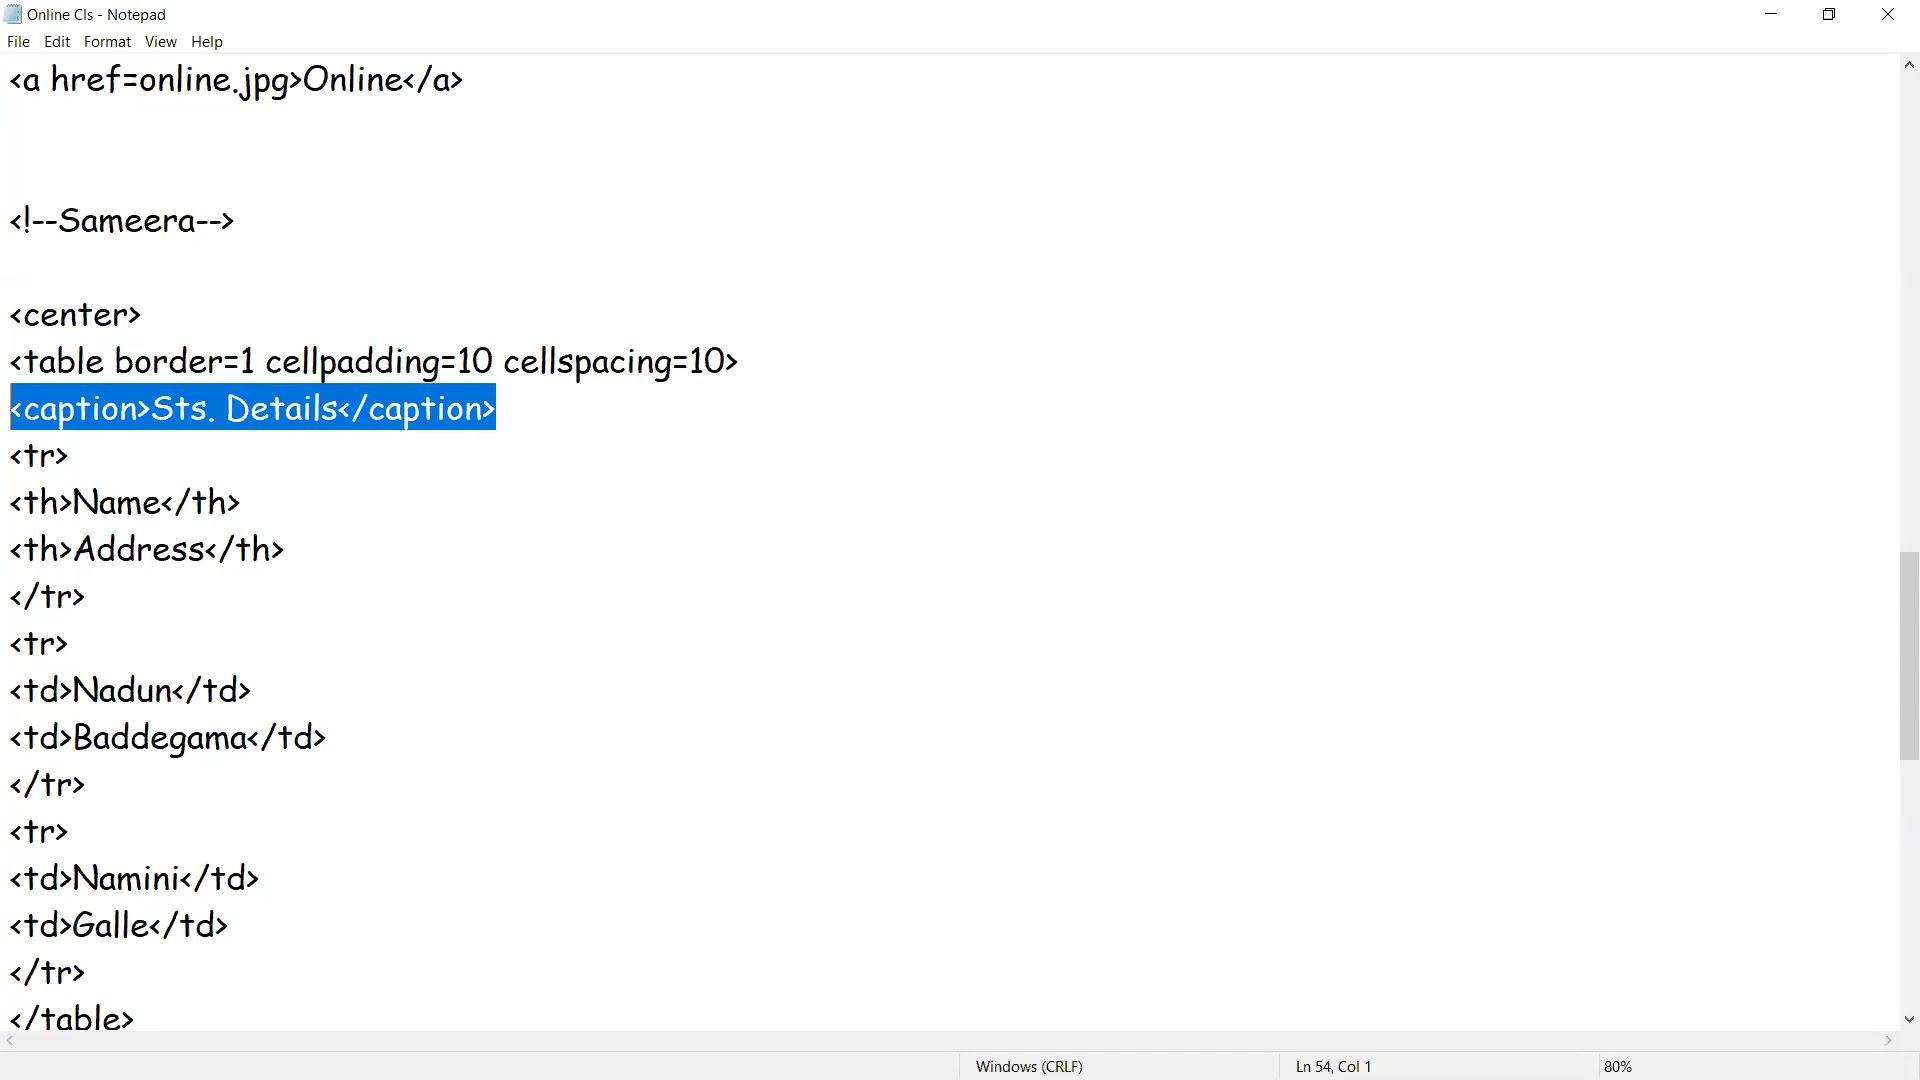 Online Cls - Notepad
File Edit Format View Help
<a href=online.jpg>Online</a>
<!--Sameera-->
<center>
<table border=1 cellpadding=10 cellspacing=10>
<caption>Sts. Details</caption>
<tr>
<th>Name</th>
<th>Address</th>
</tr>
<tr>
<td>Nadun</td>
<td>Baddegama</td>
</tr>
<tr>
<td>Namini</td>
<td>Galle</td>
</tr>
</table>
Windows (CRLF) Ln 54, Col 1 80%